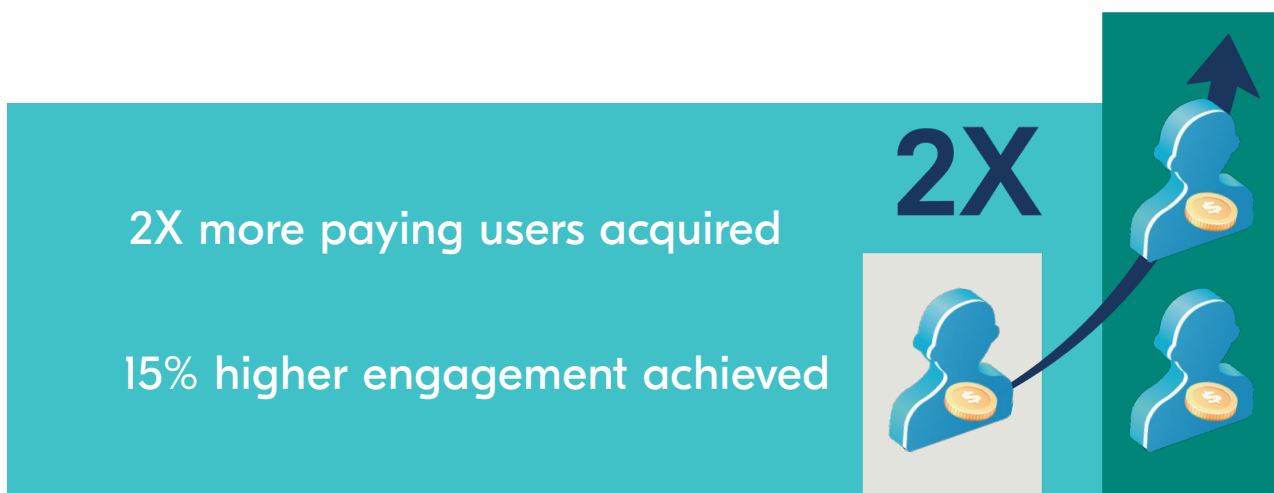 2X
2X more paying users acquired
15% higher engagement achieved